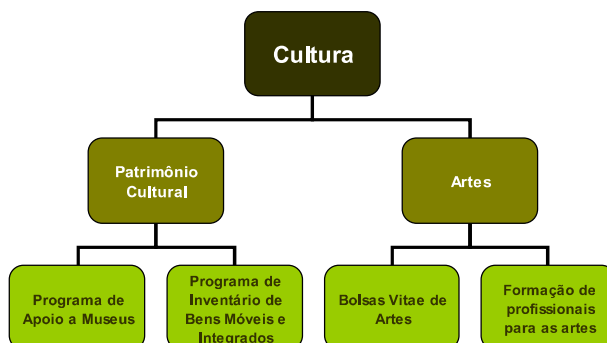 Cultura
Patrimônio
Cultural
Artes
Programa de
Apoio a Museus
Programa de
Inventário de
Bens Móveis e
Integrados
Bolsas Vitae de
Artes
Formação de
profissionais
para as artes